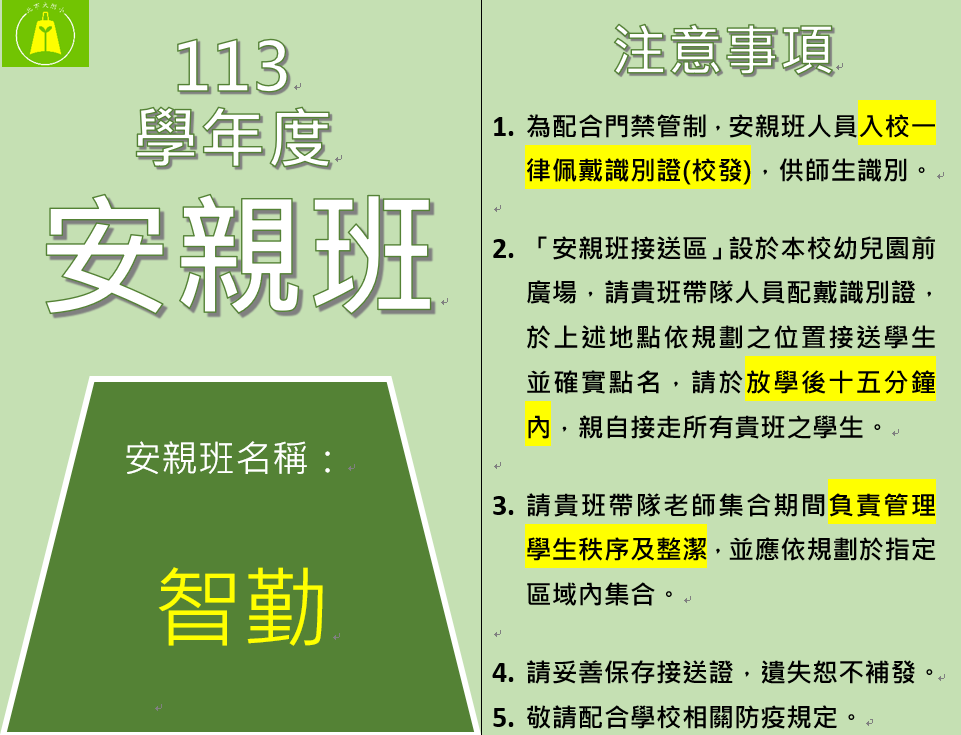 113
學年度
安親班
安親班名稱：
智勤
注意事項
1. 為配合門禁管制，安親班人員入校一
律佩戴識別證(校發)，供師生識別。
2. 「安親班接送區」設於本校幼兒園前
廣場，請貴班帶隊人員配戴識別證，
於上述地點依規劃之位置接送學生
並確實點名，請於放學後十五分鐘
內，親自接走所有貴班之學生。
3. 請貴班帶隊老師集合期間負責管理
學生秩序及整潔，並應依規劃於指定
區域內集合。
4. 請妥善保存接送證，遺失恕不補發。
5. 敬請配合學校相關防疫規定。